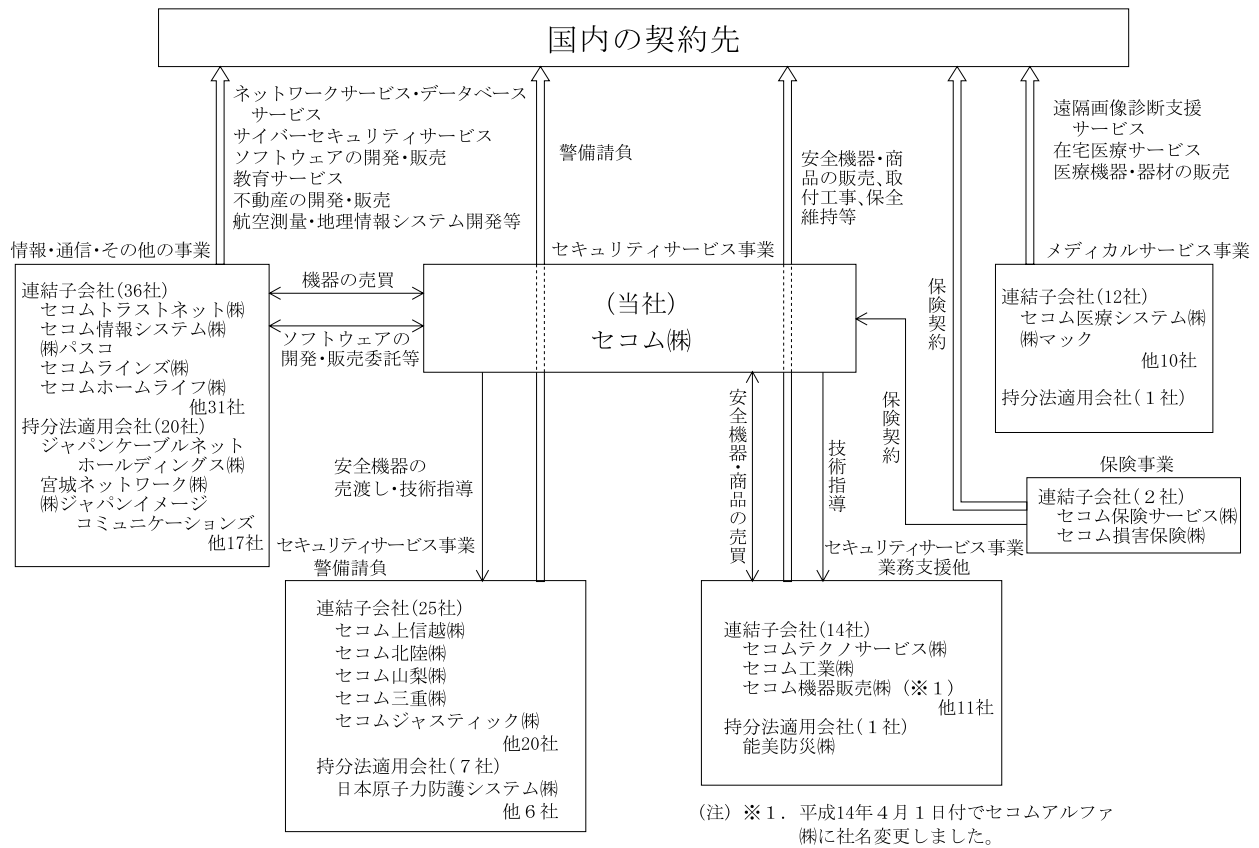 国内の契約先
ネットワークサービス・データベース
サービス
サイバーセキュリティサービス
ソフトウェアの開発・販売
教育サービス
不動産の開発・販売
航空測量・地理情報システム開発等
警備請負
安全機器・商
品の販売、取
付工事、保全
維持等
遠隔画像診断支援
サービス
在宅医療サービス
医療機器・器材の販売
情報・通信・その他の事業
連結子会社(36社)
セコムトラストネット㈱
セコム情報システム㈱
㈱パスコ
セコムラインズ㈱
セコムホームライフ㈱
他31社
持分法適用会社(20社)
ジャパンケーブルネット
ホールディングス㈱
宮城ネットワーク㈱
㈱ジャパンイメージ
コミュニケーションズ
他17社
機器の売買
ソフトウェアの
開発・販売委託等
セキュリティサービス事業
(当社)
セコム㈱
保険契約
メディカルサービス事業
連結子会社(12社)
セコム医療システム㈱
㈱マック
他10社
持分法適用会社(１社)
安全機器の
売渡し・技術指導
安全機器・商品の売買
技術指導
保険契約
保険事業
連結子会社(２社)
セコム保険サービス㈱
セコム損害保険㈱
セキュリティサービス事業
警備請負
連結子会社(25社)
セコム上信越㈱
セコム北陸㈱
セコム山梨㈱
セコム三重㈱
セコムジャスティック㈱
他20社
持分法適用会社(７社)
日本原子力防護システム㈱
他６社
セキュリティサービス事業
業務支援他
連結子会社(14社)
セコムテクノサービス㈱
セコム工業㈱
セコム機器販売㈱（※１）
他11社
持分法適用会社(１社)
能美防災㈱
(注) ※１．平成14年４月１日付でセコムアルファ
㈱に社名変更しました。